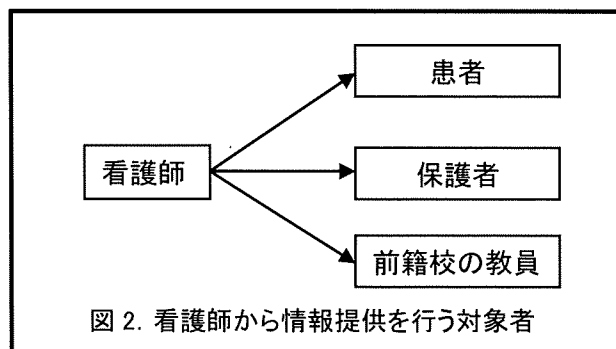 患者
看護師
保護者
前籍校の教員
図 2. 看護師から情報提供を行う対象者